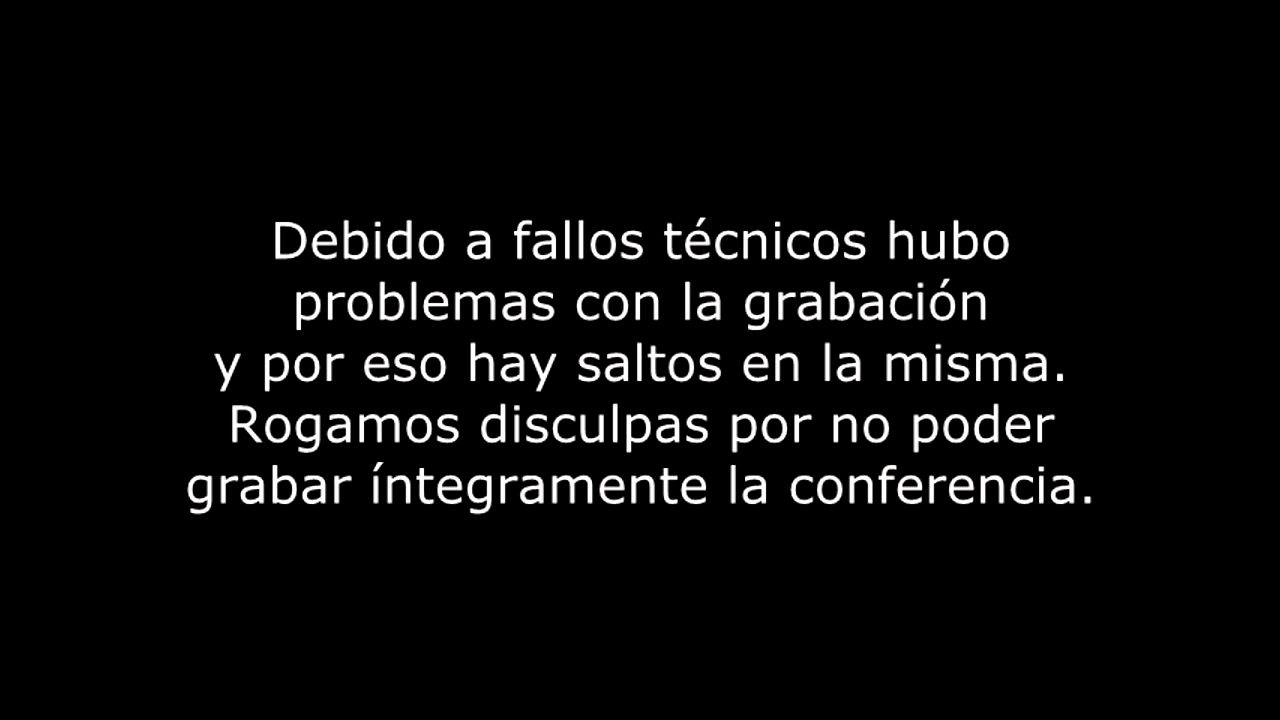 Debido a fallos técnicos hubo
problemas con la grabación
y por eso hay saltos en la misma.
Rogamos disculpas por no poder
grabar íntegramente la conferencia.